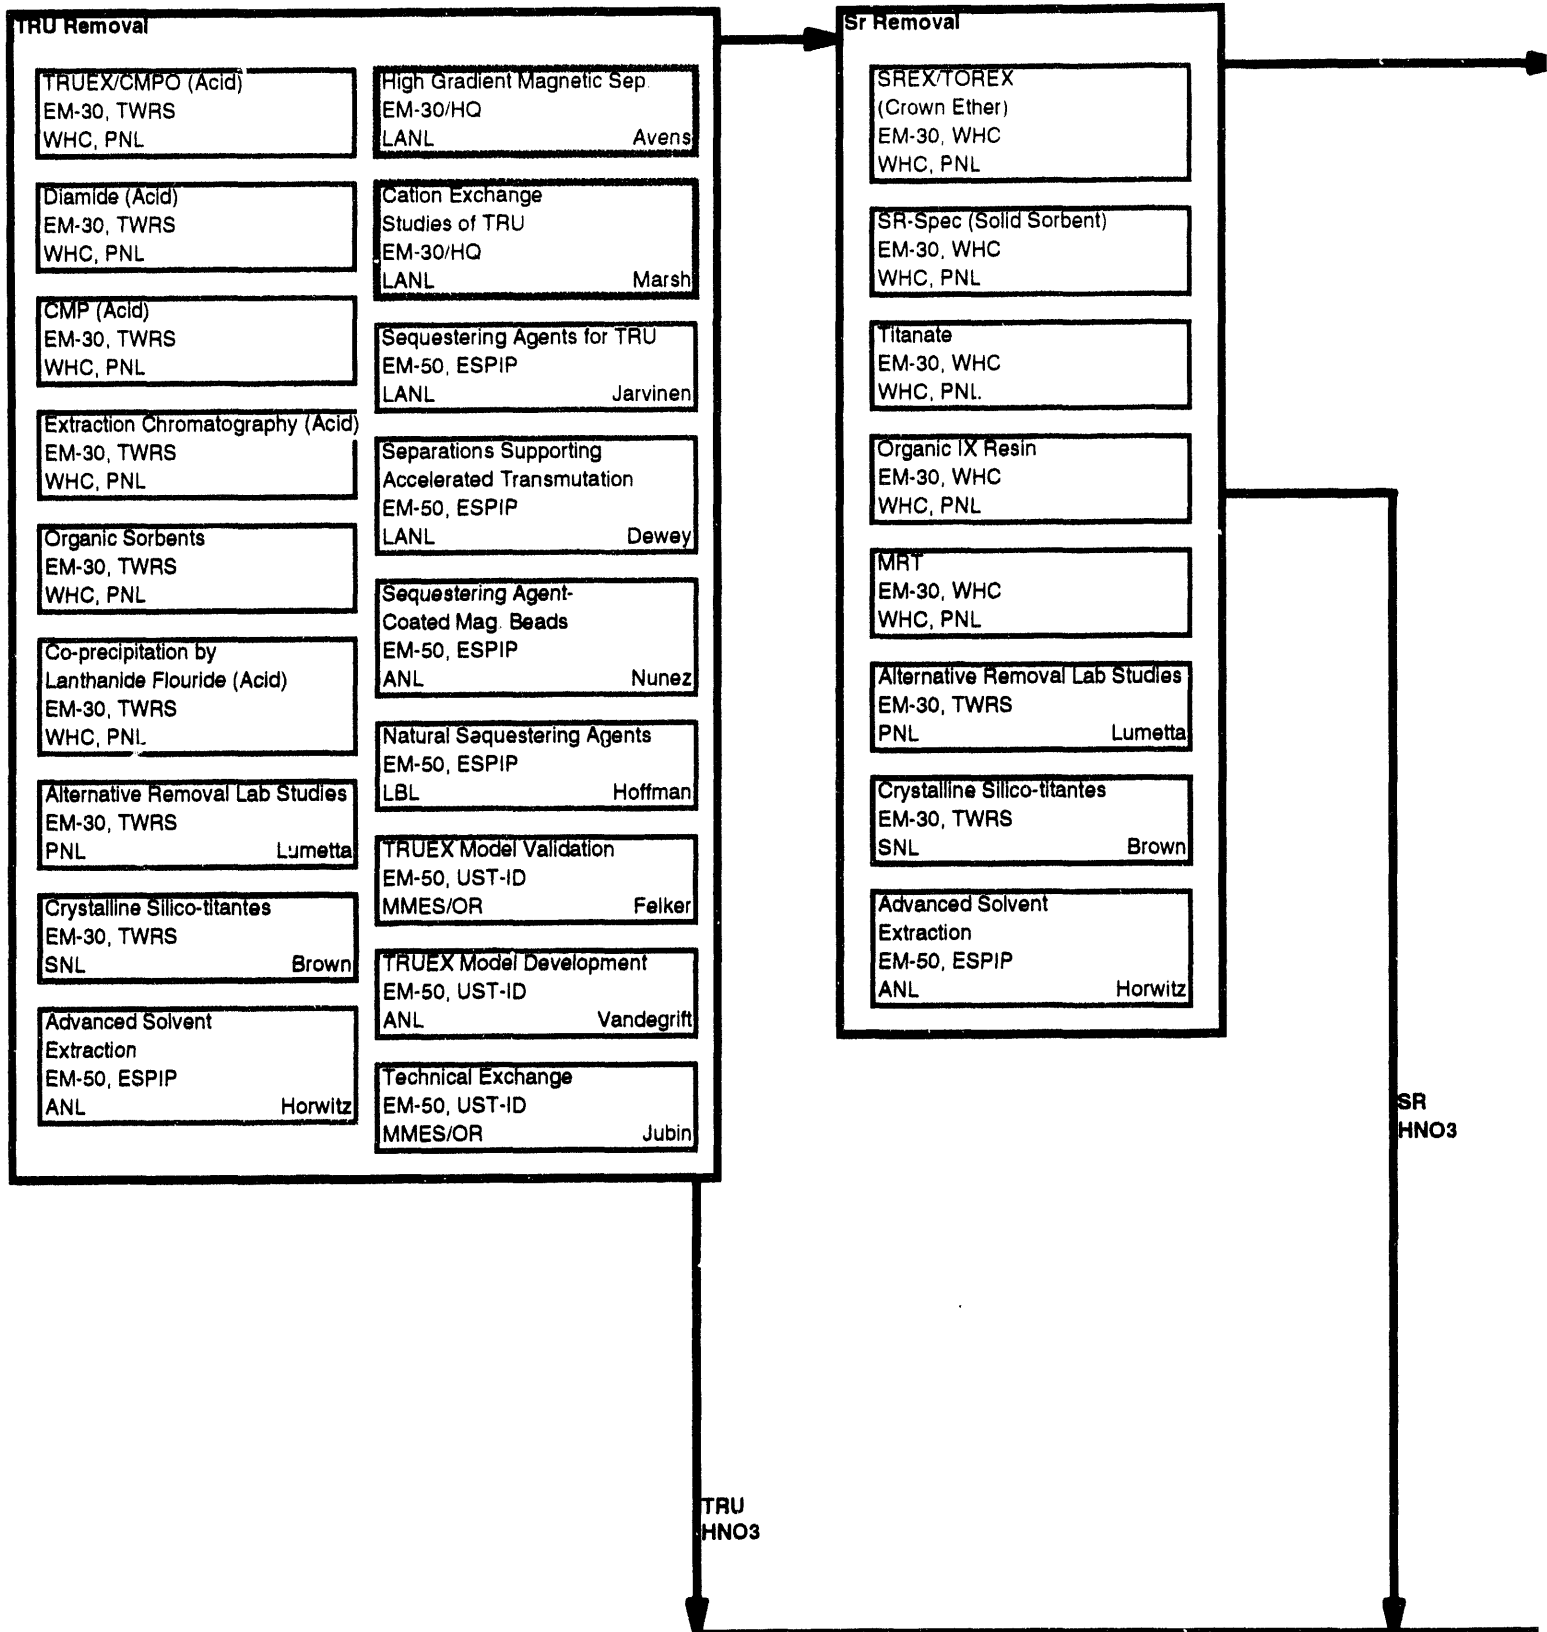 TRU Removal
TRUEX/CMPO (Acid)
EM-30, TWRS
WHC, PNL
Diamide (Acid)
EM-30, TWRS
WHC, PNL
CMP (Acid)
EM-30, TWRS
WHC, PNL
Extraction Chromatography (Acid)
EM-30, TWRS
WHC, PNL
Organic Sorbents
EM-30, TWRS
WHC, PNL
Co-precipitation by
Lanthanide Flouride (Acid)
EM-30, TWRS
WHC, PNL
Alternative Removal Lab Studies
EM-30, TWRS
PNL Lumetta
Crystalline Silico-titantes
EM-30, TWRS
SNL Brown
Advanced Solvent
Extraction
EM-50, ESPIP
ANL Horwitz
High Gradient Magnetic Sep.
EM-30/HQ
LANL Avens
Cation Exchange
Studies of TRU
EM-30/HQ
LANL Marsh
Sequestering Agents for TRU
EM-50, ESPIP
LANL Jarvinen
Separations Supporting
Accelerated Transmutation
EM-50, ESPIP
LANL Dewey
Sequestering Agent-
Coated Mag. Beads
EM-50, ESPIP
ANL Nunez
Natural Sequestering Agents
EM-50, ESPIP
LBL Hoffman
TRUEX Model Validation
EM-50, UST-ID
MMES/OR Felker
TRUEX Model Development
EM-50, UST-ID
ANL Vandegrift
Technical Exchange
EM-50, UST-ID
MMES/OR Jubin
Sr Removal
SREX/TOREX
(Crown Ether)
EM-30, WHC
WHC, PNL
SR-Spec (Solid Sorbent)
EM-30, WHC
WHC, PNL
Titanate
EM-30, WHC
WHC, PNL
Organic IX Resin
EM-30, WHC
WHC, PNL
MRT
EM-30, WHC
WHC, PNL
Alternative Removal Lab Studies
EM-30, TWRS
PNL Lumetta
Crystalline Silico-titantes
EM-30, TWRS
SNL Brown
Advanced Solvent
Extraction
EM-50, ESPIP
ANL Horwitz
SR
HNO3
TRU
HNO3